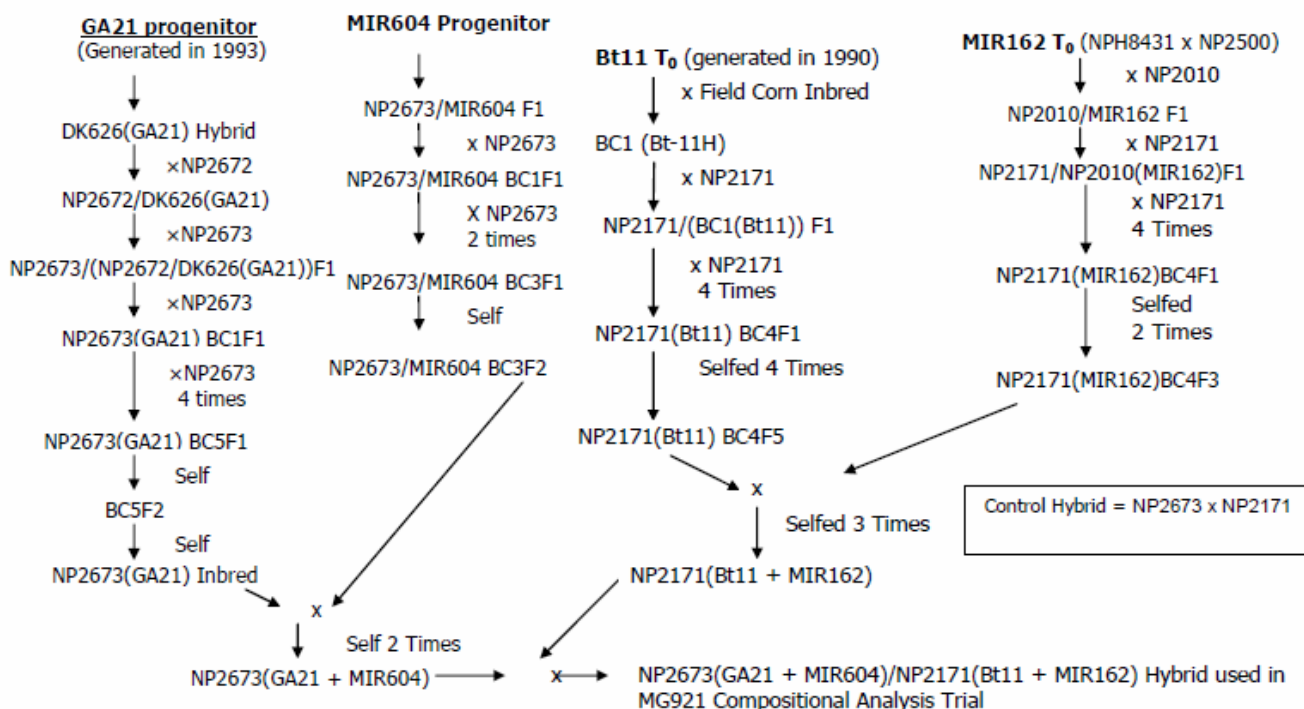 GA21 progenitor
(Generated in 1993)
DK626(GA21) Hybrid
×NP2672
NP2672/DK626(GA21)
×NP2673
NP2673/(NP2672/DK626(GA21))F1
×NP2673
NP2673(GA21) BC1F1
×NP2673
4 times
NP2673(GA21) BC5F1
Self
BC5F2
Self
NP2673(GA21) Inbred
MIR604 Progenitor
NP2673/MIR604 F1
x NP2673
NP2673/MIR604 BC1F1
X NP2673
2 times
NP2673/MIR604 BC3F1
Self
NP2673/MIR604 BC3F2
x
Self 2 Times
NP2673(GA21 + MIR604)
Bt11 T0 (generated in 1990)
x Field Corn Inbred
BC1 (Bt-11H)
x NP2171
NP2171/(BC1(Bt11)) F1
x NP2171
4 Times
NP2171(Bt11) BC4F1
Selfed 4 Times
NP2171(Bt11) BC4F5
MIR162 T0 (NPH8431 x NP2500)
x NP2010
NP2010/MIR162 F1
x NP2171
NP2171/NP2010(MIR162)F1
x NP2171
4 Times
NP2171(MIR162)BC4F1
Selfed
2 Times
NP2171(MIR162)BC4F3
x
Selfed 3 Times
NP2171(Bt11 + MIR162)
Control Hybrid = NP2673 x NP2171
x
NP2673(GA21 + MIR604)/NP2171(Bt11 + MIR162) Hybrid used in
MG921 Compositional Analysis Trial